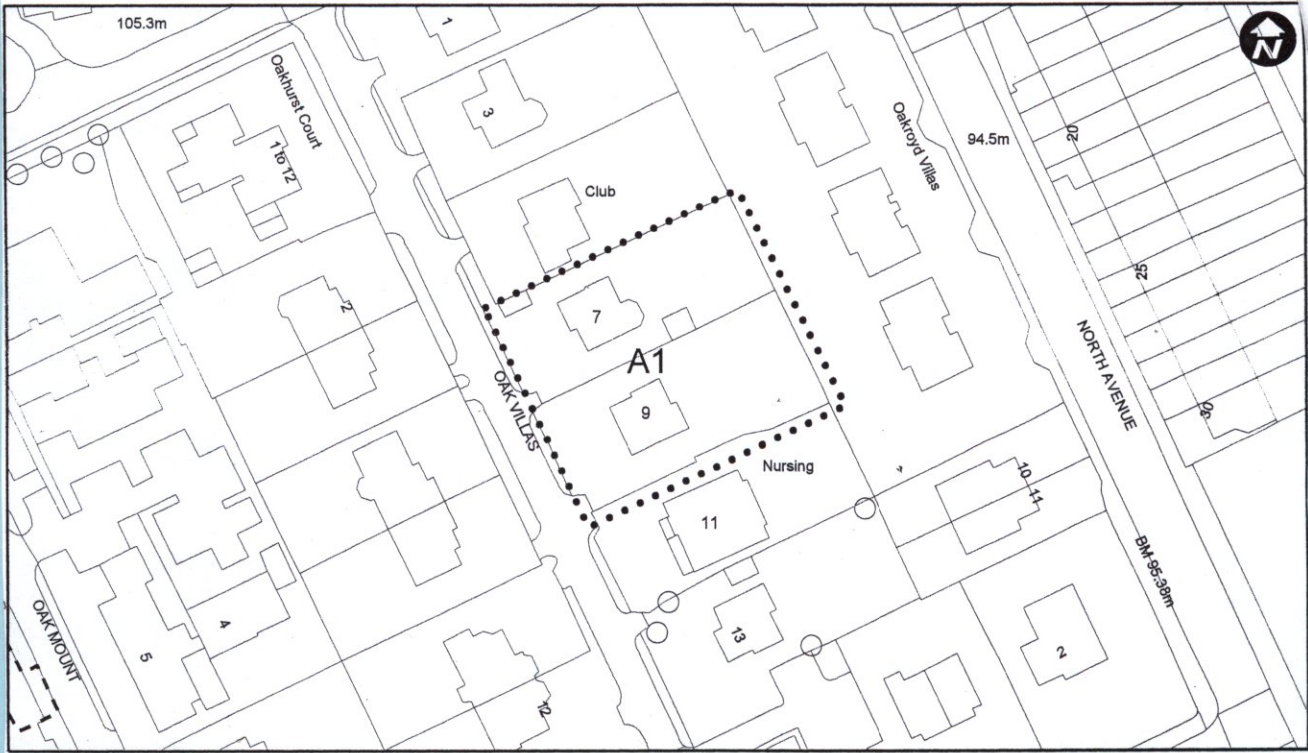 105.3m
1
N
Oakhurst Court
3
1 to 12
Oakroyd Villas
94.5m
20
Club
25
2
7
NORTH AVENUE
A1
OAK VILLAS
9
30
Nursing
10
11
11
BM 95.38m
OAK MOUNT
4
5
13
2
12